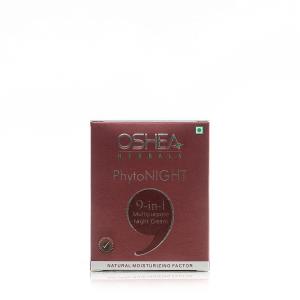 OSHEA
HERBALS
PhytoNIGHT
9-in-1
Multipurpose
Night Cream
NATURAL MOISTURIZING FACTOR